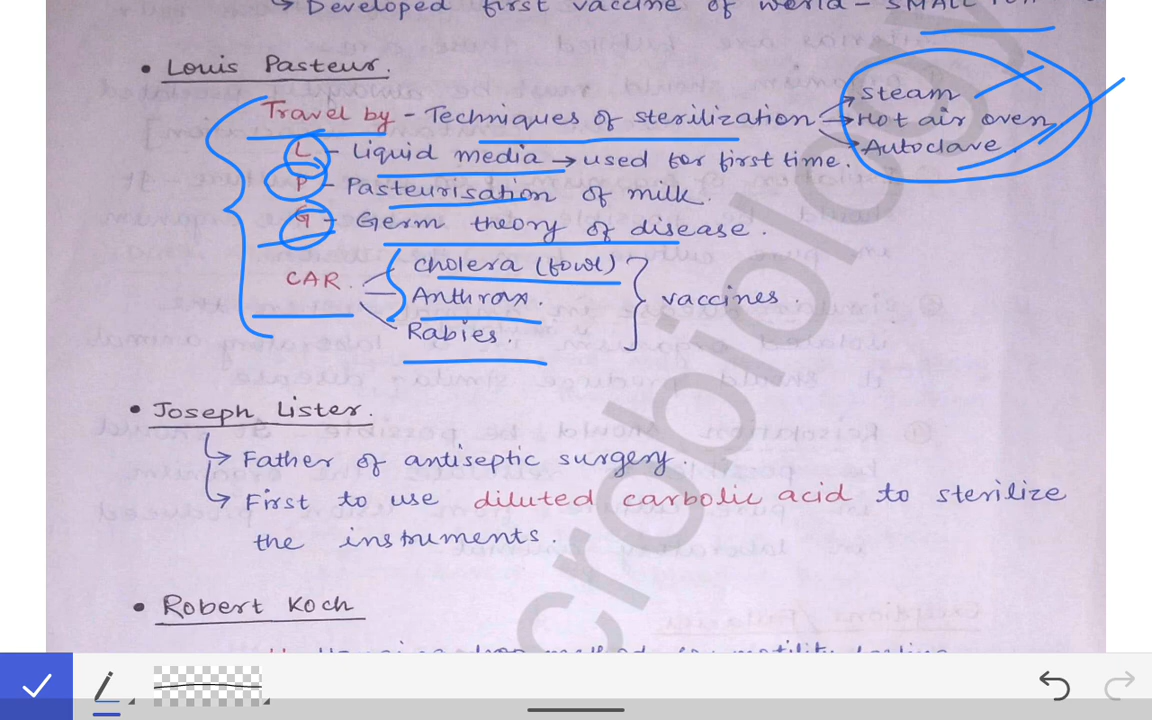 → Developed first vaccine of world - SMALL
• Louis Pasteur.
Travel by - Techniques of sterilization → Steam
→ Hot air oven
→ Autoclave.
L - Liquid media → used for first time.
P - Pasteurisation of milk.
G - Germ theory of disease.
CAR
Cholera (fowl)
Anthrax.
Rabies.
} vaccines.
• Joseph Lister.
→ Father of antiseptic surgery.
→ First to use diluted carbolic acid to sterilize
the instruments.
• Robert Koch
crobiology